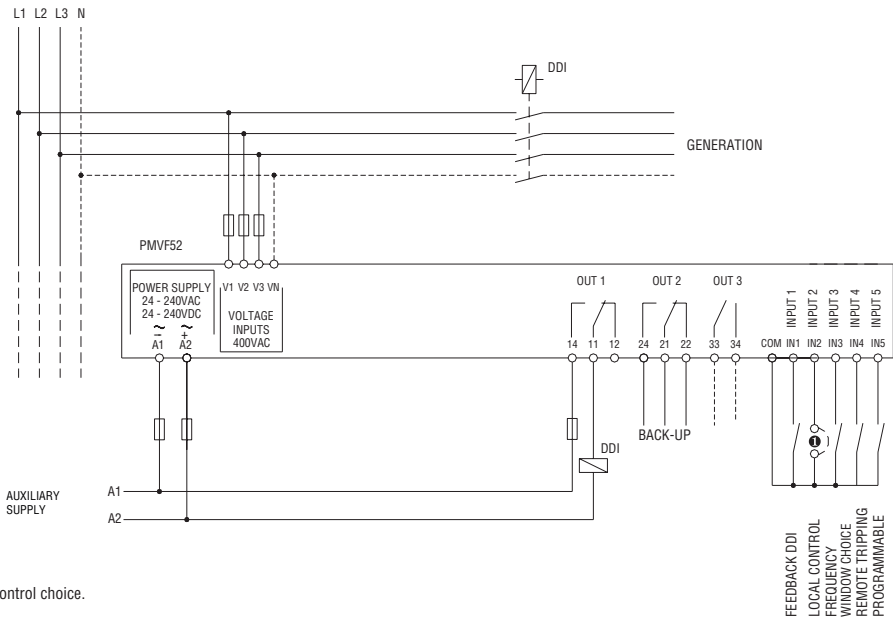 L1 L2 L3 N
DDI
GENERATION
PMVF52
POWER SUPPLY
24 - 240VAC
24 - 240VDC
~ ~
- +
A1 A2
V1 V2 V3 VN
VOLTAGE
INPUTS
400VAC
OUT 1
OUT 2
OUT 3
INPUT 1
INPUT 2
INPUT 3
INPUT 4
INPUT 5
14 11 12
24 21 22
33 34
COM IN1 IN2 IN3 IN4 IN5
BACK-UP
❶
DDI
AUXILIARY
SUPPLY
A1
A2
FEEDBACK DDI
LOCAL CONTROL
FREQUENCY
WINDOW CHOICE
REMOTE TRIPPING
PROGRAMMABLE
ontrol choice.